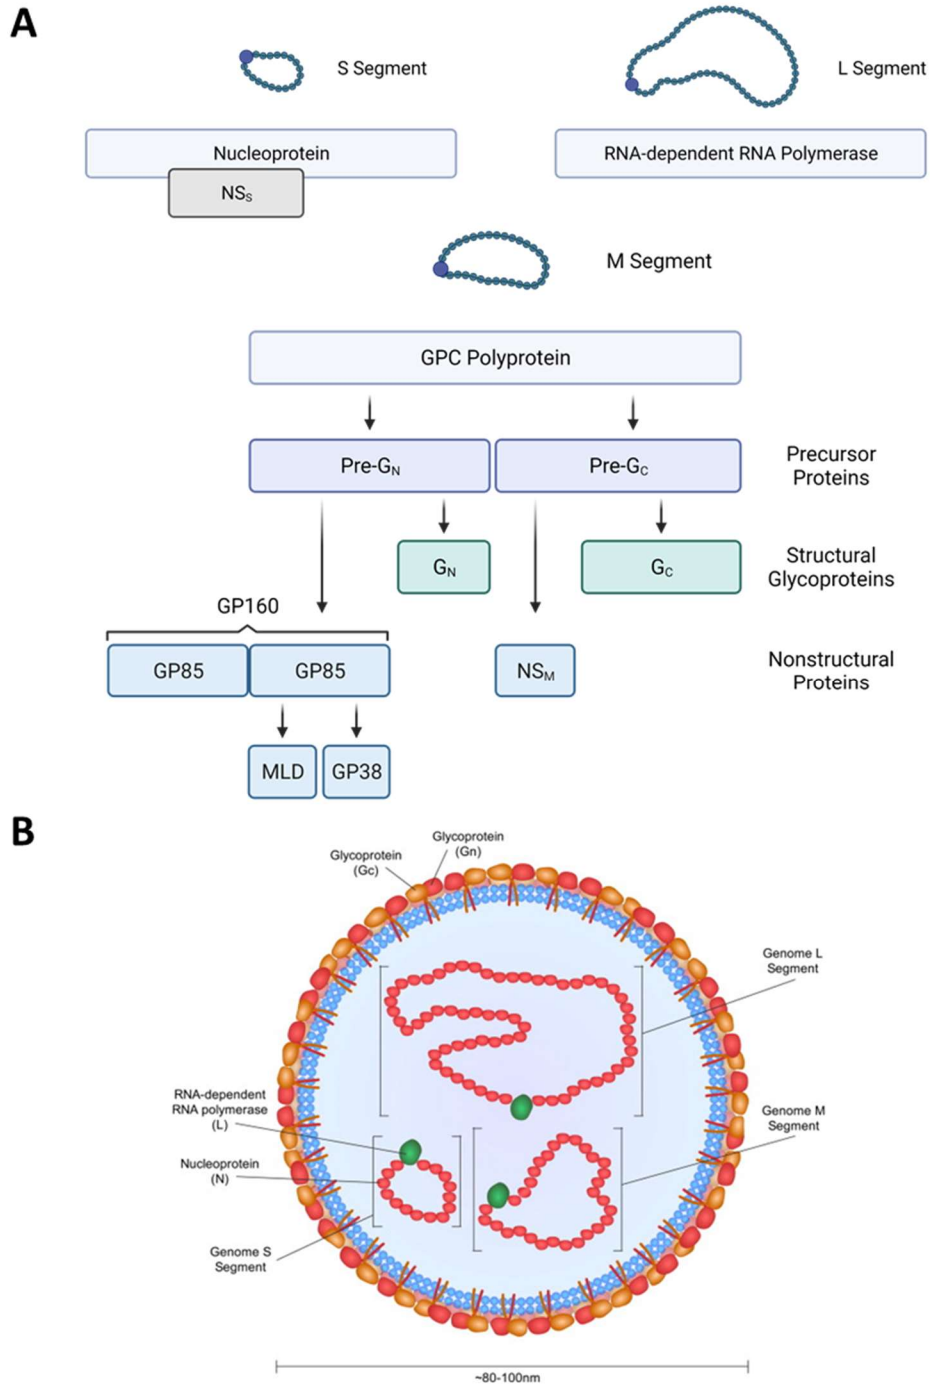 A
S Segment
L Segment
Nucleoprotein
RNA-dependent RNA Polymerase
NSS
M Segment
GPC Polyprotein
Pre-GN
Pre-GC
Precursor
Proteins
GN
GC
Structural
Glycoproteins
GP160
GP85
GP85
NSM
Nonstructural
Proteins
MLD
GP38
B
Glycoprotein
(Gn)
Glycoprotein
(Gc)
Genome L
Segment
RNA-dependent
RNA polymerase
(L)
Genome M
Segment
Nucleoprotein
(N)
Genome S
Segment
~80-100nm